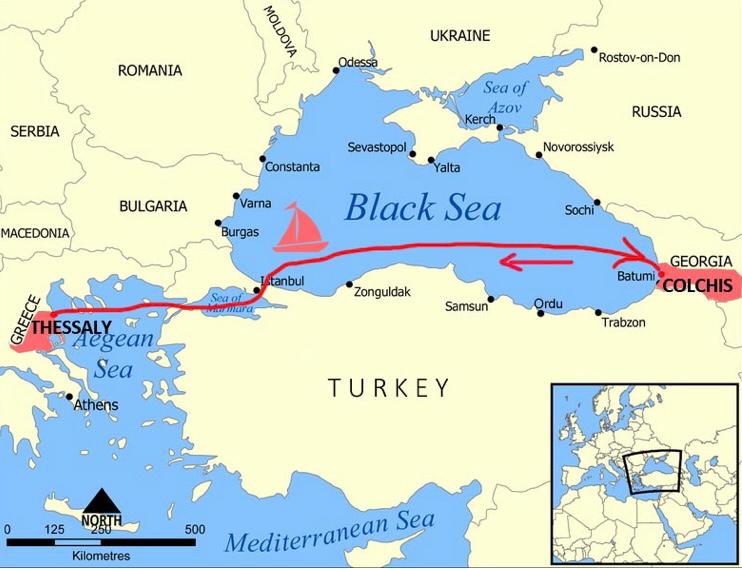 MOLDOVA
UKRAINE
ROMANIA
Odessa
Rostov-on-Don
Sea of
Azov
RUSSIA
SERBIA
Kerch
Sevastopol
Yalta
Novorossiysk
Constanta
BULGARIA
Varna
Black Sea
Sochi
MACEDONIA
Burgas
GEORGIA
Istanbul
Batumi
COLCHIS
Zonguldak
Sea of
Marmara
Samsun
Ordu
Trabzon
GREECE
THESSALY
Aegean
Sea
TURKEY
Athens
NORTH
0 125 250 500
Kilometres
Mediterranean Sea